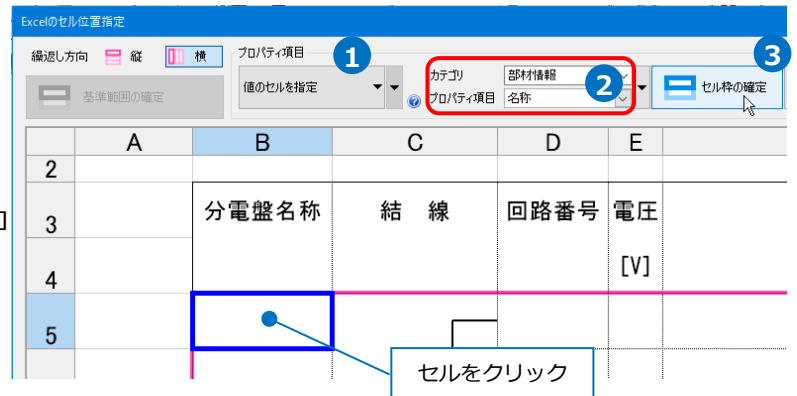 Excelのセル位置指定
繰返し方向 縦 横 プロパティ項目
1
3
値のセルを指定
カテゴリ 部材情報
2
セル枠の確定
基準範囲の確定
プロパティ項目 名称
A B C D E
2
3 分電盤名称 結 線 回路番号 電圧
]
4 [V]
5
セルをクリック